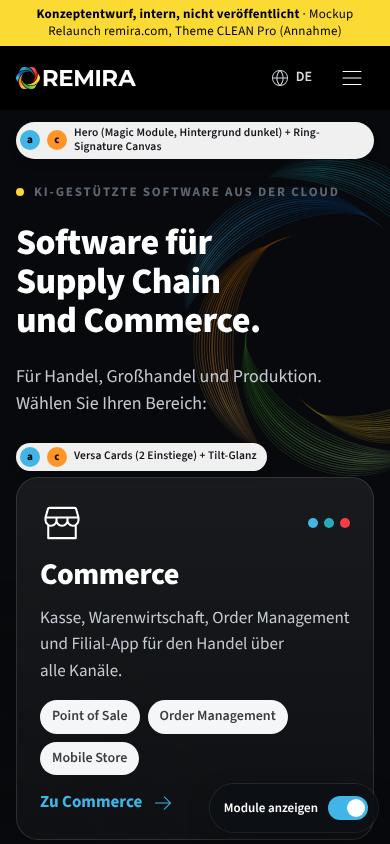 Konzeptentwurf, intern, nicht veröffentlicht · Mockup
Relaunch remira.com, Theme CLEAN Pro (Annahme)
REMIRA
DE
a c Hero (Magic Module, Hintergrund dunkel) + Ring-
Signature Canvas
KI-GESTÜTZTE SOFTWARE AUS DER CLOUD
Software für
Supply Chain
und Commerce.
Für Handel, Großhandel und Produktion.
Wählen Sie Ihren Bereich:
a c Versa Cards (2 Einstiege) + Tilt-Glanz
Commerce
Kasse, Warenwirtschaft, Order Management
und Filial-App für den Handel über
alle Kanäle.
Point of Sale
Order Management
Mobile Store
Zu Commerce →
Module anzeigen